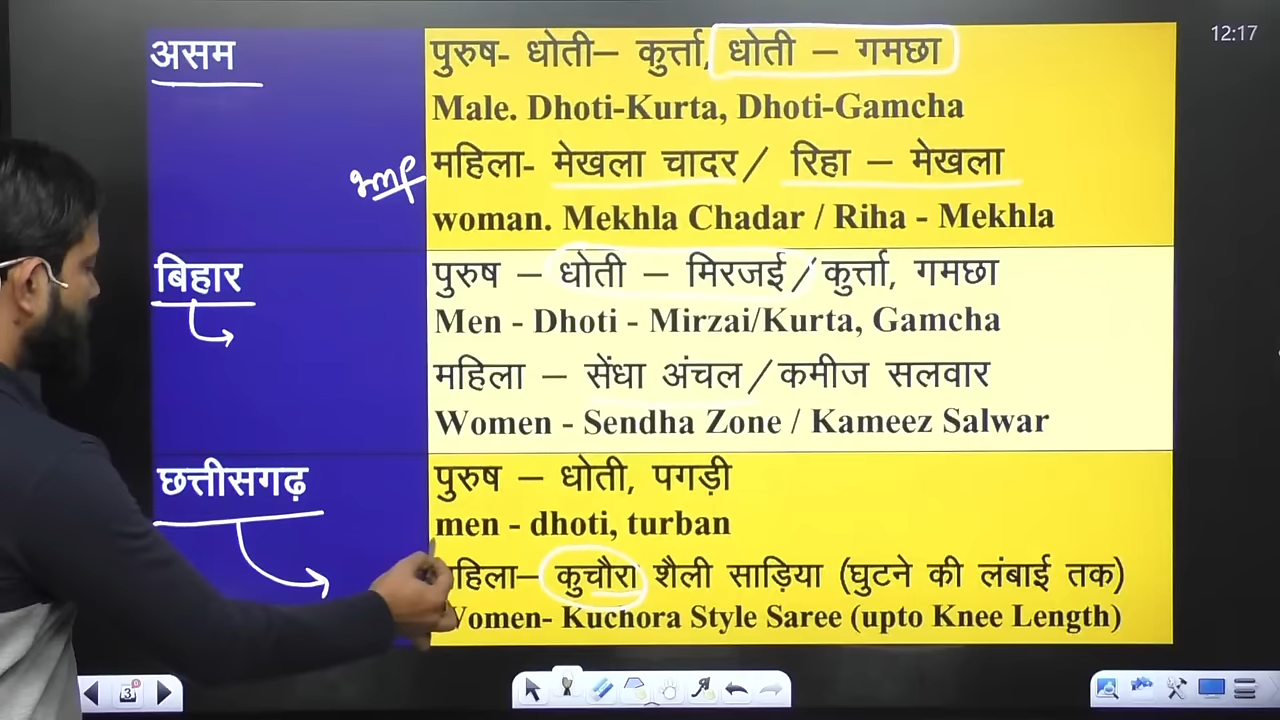 12:17
असम
पुरुष- धोती– कुर्त्ता, धोती – गमछा
Male. Dhoti-Kurta, Dhoti-Gamcha
Imp
महिला- मेखला चादर/ रिहा – मेखला
woman. Mekhla Chadar / Riha - Mekhla
बिहार
पुरुष – धोती – मिरजई/कुर्त्ता, गमछा
Men - Dhoti - Mirzai/Kurta, Gamcha
महिला – सेंधा अंचल/कमीज सलवार
Women - Sendha Zone / Kameez Salwar
छत्तीसगढ़
पुरुष – धोती, पगड़ी
men - dhoti, turban
हिला– कुचौरा शैली साड़िया (घुटने की लंबाई तक)
Women- Kuchora Style Saree (upto Knee Length)
3